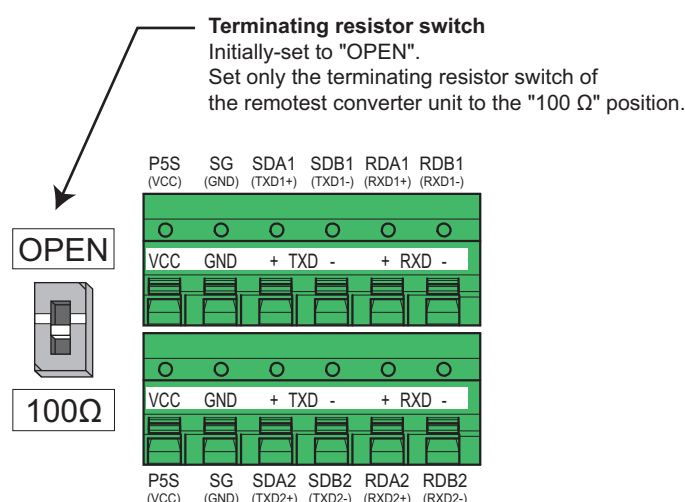 Terminating resistor switch
Initially-set to "OPEN".
Set only the terminating resistor switch of
the remotest converter unit to the "100 Ω" position.
P5S SG SDA1 SDB1 RDA1 RDB1
(VCC) (GND) (TXD1+) (TXD1-) (RXD1+) (RXD1-)
OPEN
VCC GND + TXD - + RXD -
100Ω
VCC GND + TXD - + RXD -
P5S SG SDA2 SDB2 RDA2 RDB2
(VCC) (GND) (TXD2+) (TXD2-) (RXD2+) (RXD2-)